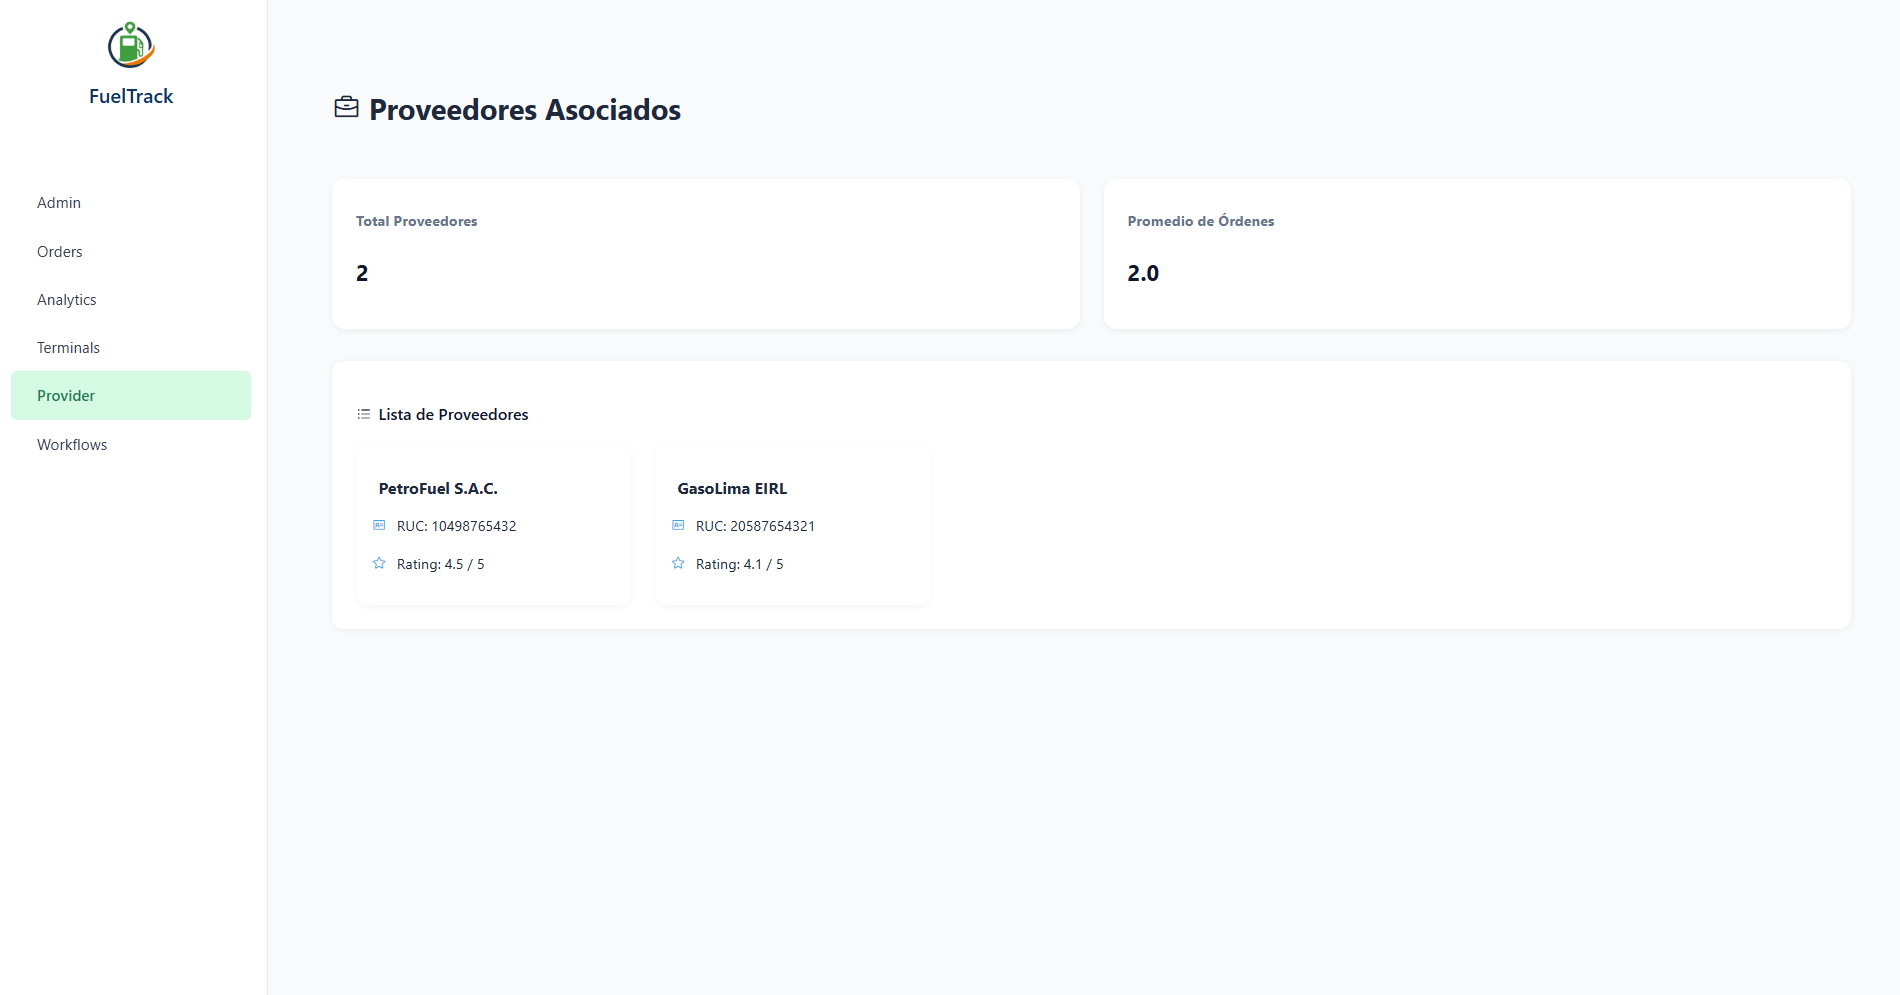 FuelTrack
Admin
Orders
Analytics
Terminals
Provider
Workflows
Proveedores Asociados
Total Proveedores
2
Promedio de Órdenes
2.0
Lista de Proveedores
PetroFuel S.A.C.
RUC: 10498765432
Rating: 4.5 / 5
GasoLima EIRL
RUC: 20587654321
Rating: 4.1 / 5